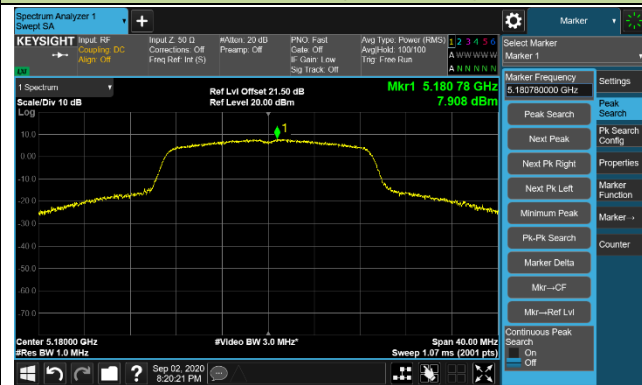 Spectrum Analyzer 1
Swept SA
+
Marker
KEYSIGHT
Input: RF
Coupling: DC
Align: Off
Input Z: 50 Ω
Corrections: Off
Freq Ref: Int (S)
#Atten: 20 dB
Preamp: Off
PNO: Fast
Gate: Off
IF Gain: Low
Sig Track: Off
Avg Type: Power (RMS)
Avg|Hold: 100/100
Trig: Free Run
1 2 3 4 5 6
A W W W W W
A N N N N N
LXI
Select Marker
Marker 1
1 Spectrum
Scale/Div 10 dB
Log
Ref Lvl Offset 21.50 dB
Ref Level 20.00 dBm
Mkr1 5.180 78 GHz
7.908 dBm
1
10.0
0.00
-10.0
-20.0
-30.0
-40.0
-50.0
-60.0
-70.0
Center 5.18000 GHz
#Res BW 1.0 MHz
#Video BW 3.0 MHz*
Span 40.00 MHz
Sweep 1.07 ms (2001 pts)
Marker Frequency
5.180780000 GHz
Peak Search
Next Peak
Next Pk Right
Next Pk Left
Minimum Peak
Pk-Pk Search
Marker Delta
Mkr→CF
Mkr→Ref Lvl
Continuous Peak
Search
On
Off
Settings
Peak
Search
Pk Search
Config
Properties
Marker
Function
Marker→
Counter
?
Sep 02, 2020
8:20:21 PM